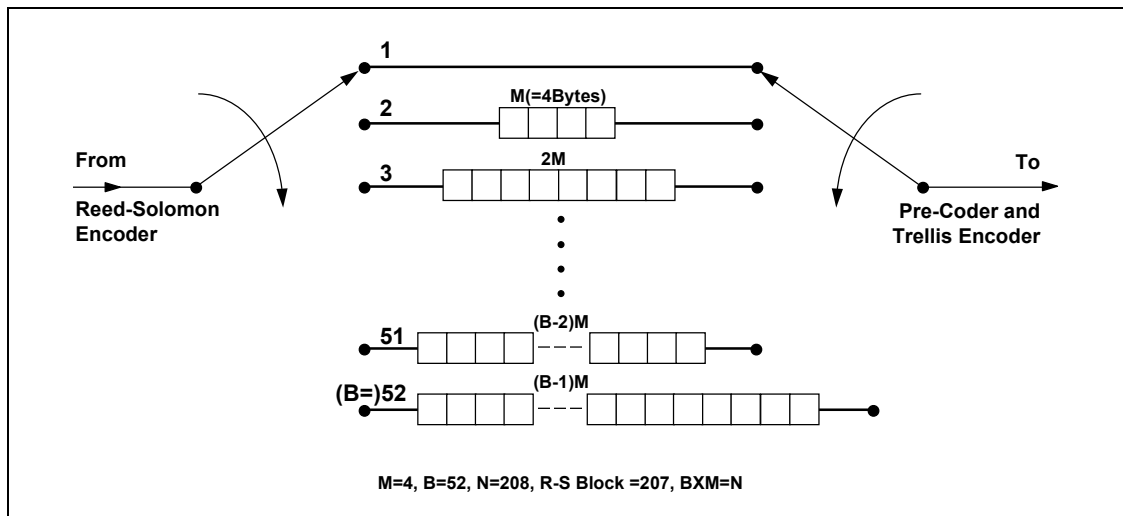 1
M(=4Bytes)
2
2M
3
From
Reed-Solomon
Encoder
To
Pre-Coder and
Trellis Encoder
(B-2)M
51
(B-1)M
(B=)52
M=4, B=52, N=208, R-S Block =207, BXM=N